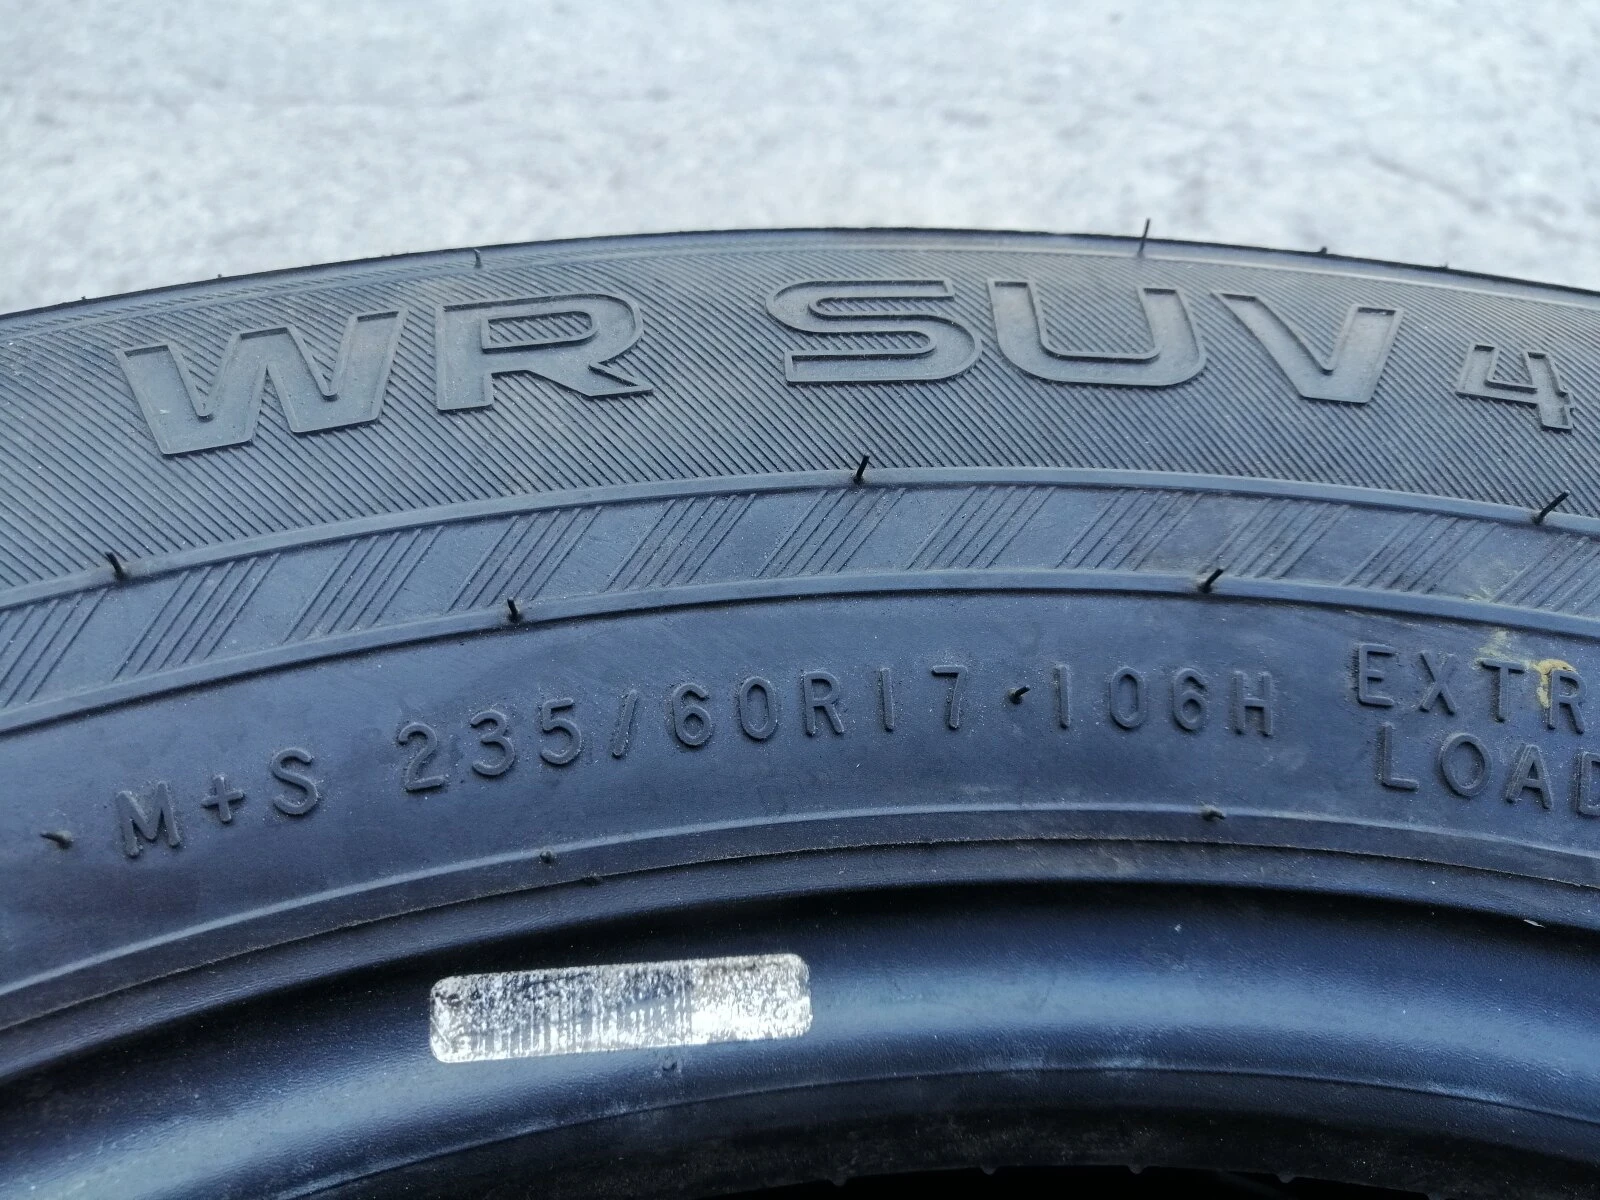 WR SUV 4
M+S 235/60R17 106H EXTR
LOAD